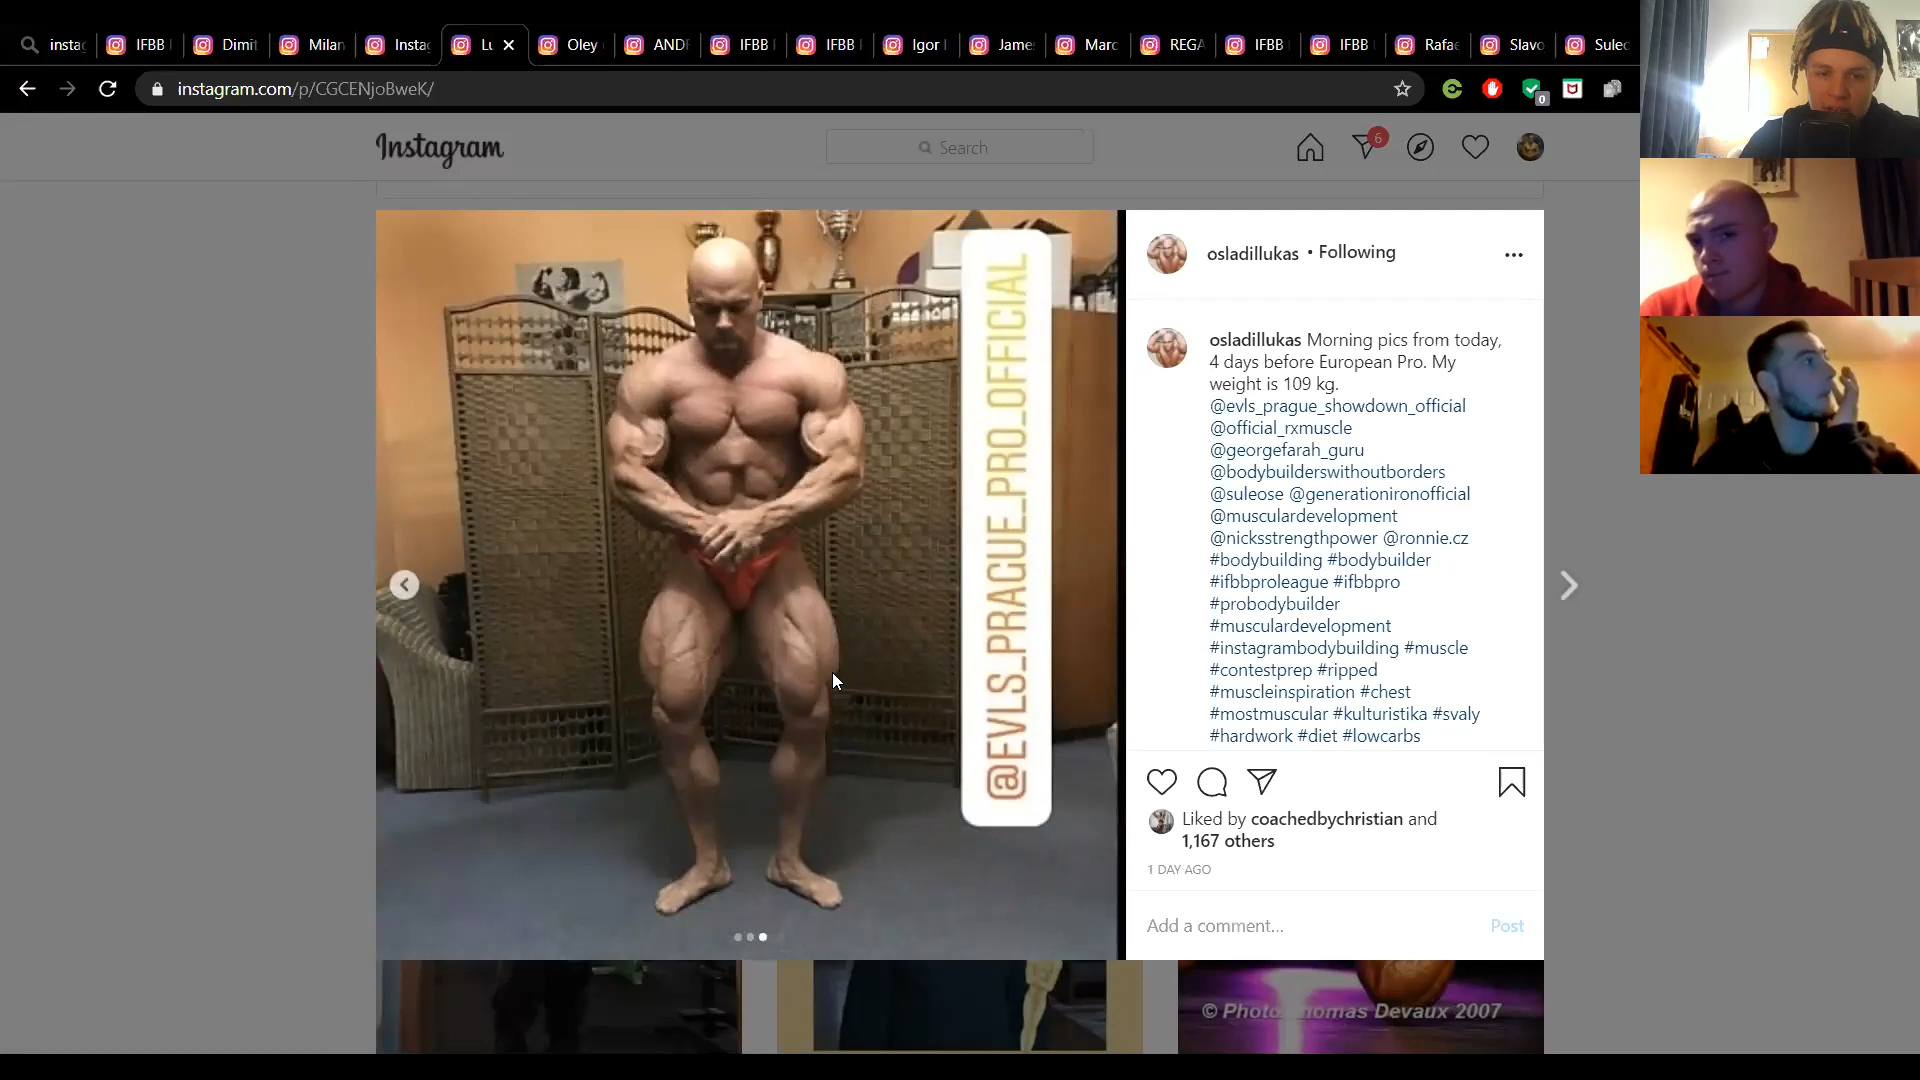 insta
IFBB
Dimit
Milan
Insta
Lu
Oley
AND
IFBB
IFBB
Igor I
Jame
Marc
REGA
IFBB
IFBB
Rafae
Slavo
Suleo
instagram.com/p/CGCENjoBweK/
0
Instagram
Search
6
@EVLS_PRAGUE_PRO_OFFICIAL
osladillukas • Following
osladillukas Morning pics from today,
4 days before European Pro. My
weight is 109 kg.
@evls_prague_showdown_official
@official_rxmuscle
@georgefarah_guru
@bodybuilderswithoutborders
@suleose @generationironofficial
@musculardevelopment
@nicksstrengthpower @ronnie.cz
#bodybuilding #bodybuilder
#ifbbproleague #ifbbpro
#probodybuilder
#musculardevelopment
#instagrambodybuilding #muscle
#contestprep #ripped
#muscleinspiration #chest
#mostmuscular #kulturistika #svaly
#hardwork #diet #lowcarbs
Liked by coachedbychristian and
1,167 others
1 DAY AGO
Add a comment...
Post
© Photo Thomas Devaux 2007